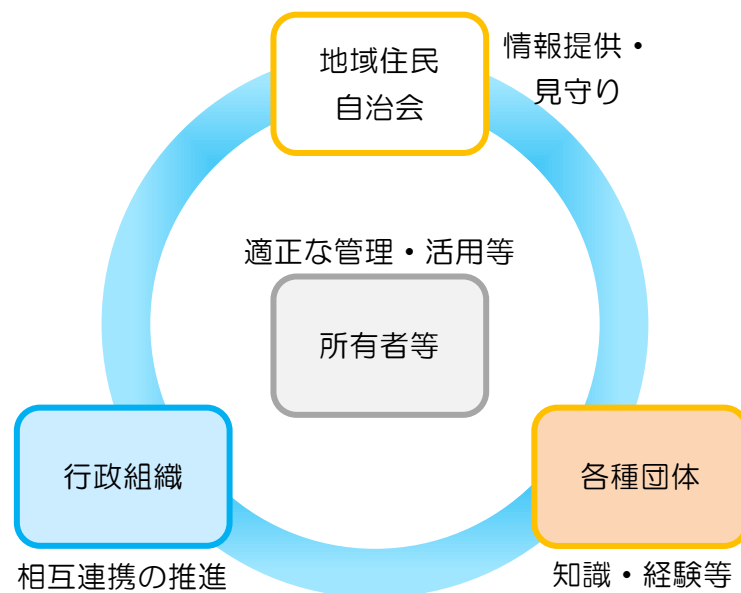 地域住民
自治会
情報提供・
見守り
適正な管理・活用等
所有者等
行政組織
各種団体
相互連携の推進
知識・経験等